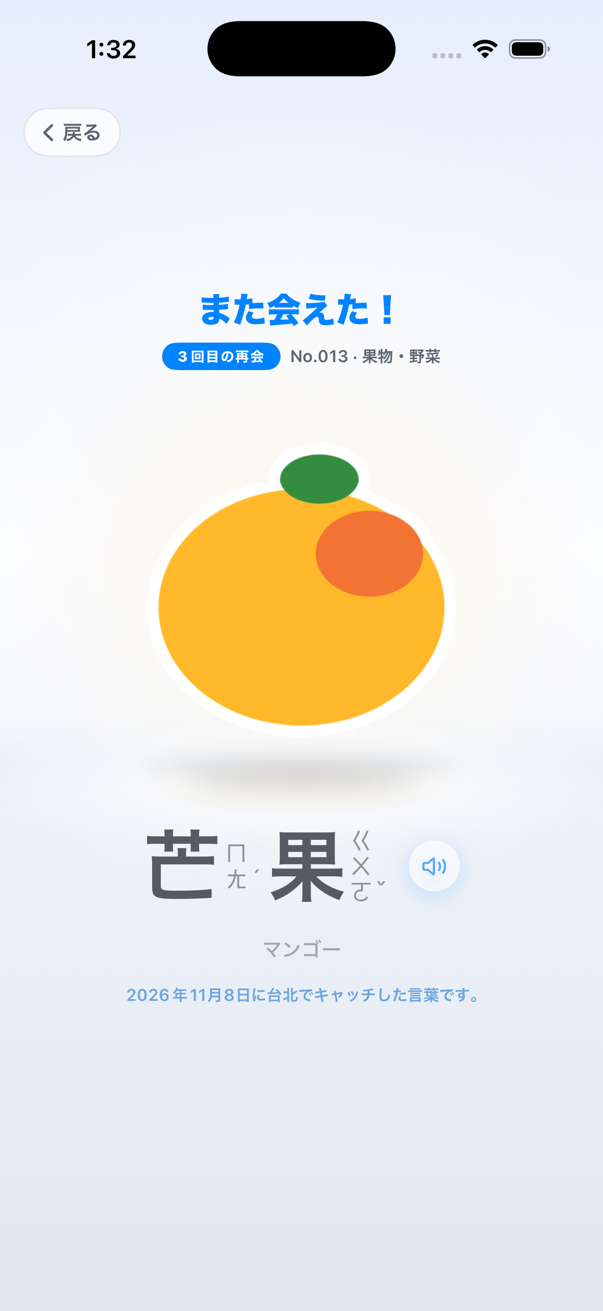 1:32
戻る
また会えた！
3回目の再会 No.013 · 果物・野菜
芒ㄇㄤˊ果ㄍㄨㄛˇ
マンゴー
2026年11月8日に台北でキャッチした言葉です。